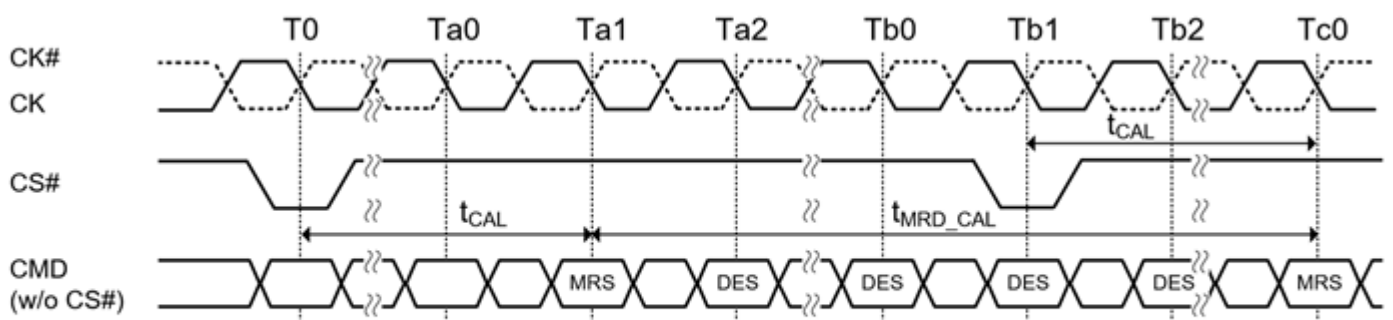 T0 Ta0 Ta1 Ta2 Tb0 Tb1 Tb2 Tc0
CK#
CK
tCAL
CS#
tCAL tMRD_CAL
CMD MRS DES DES DES DES MRS
(w/o CS#)